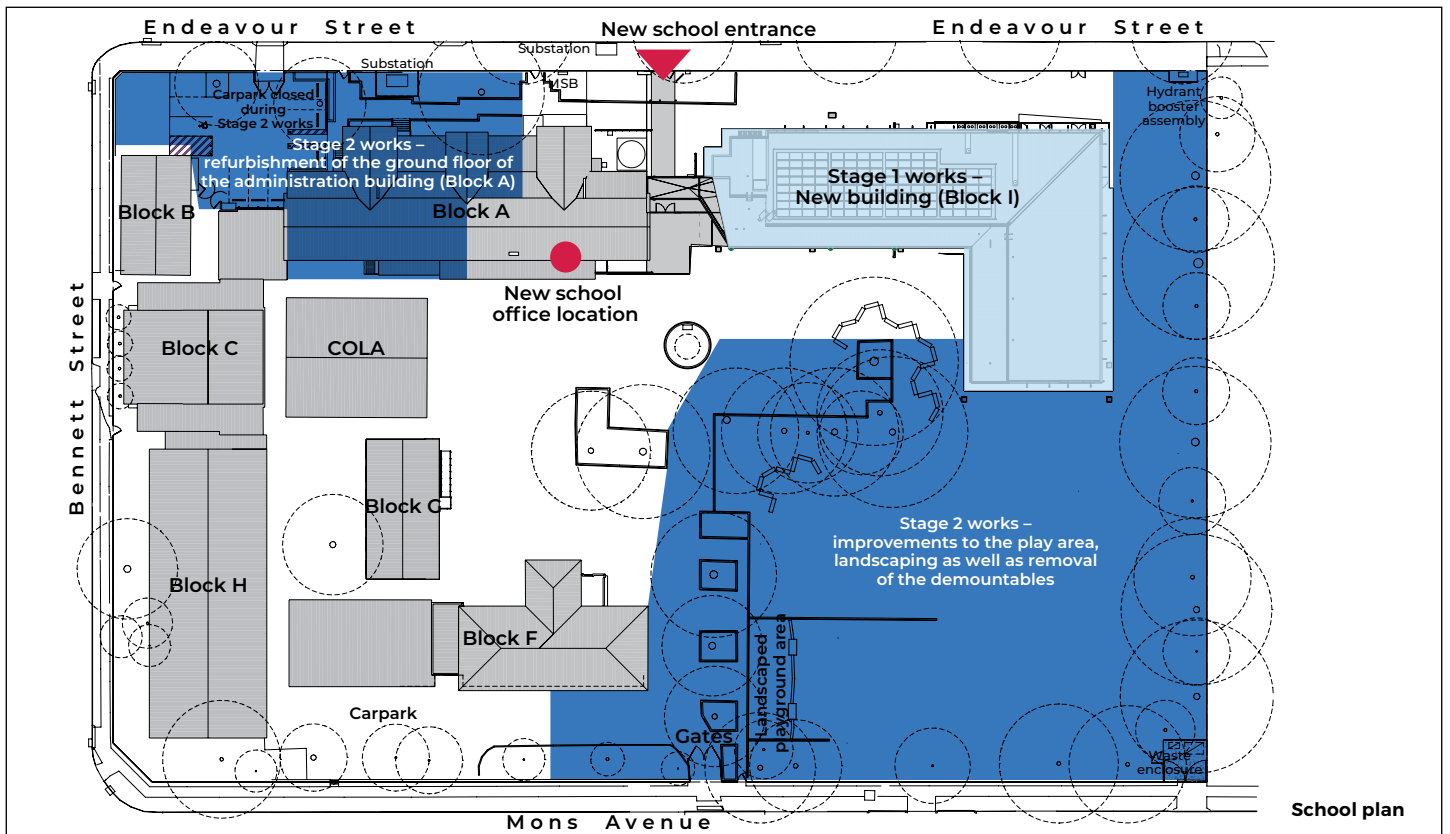 Endeavour Street
New school entrance
Endeavour Street
Substation
Substation
MSB
Carpark closed
during
Stage 2 works
Hydrant
booster
assembly
Stage 2 works –
refurbishment of the ground floor of
the administration building (Block A)
Stage 1 works –
New building (Block I)
Block B
Block A
New school
office location
Bennett Street
Block C
COLA
Block G
Stage 2 works –
improvements to the play area,
landscaping as well as removal
of the demountables
Block H
Block F
Landscaped
playground area
Carpark
Gates
Waste
enclosure
Mons Avenue
School plan